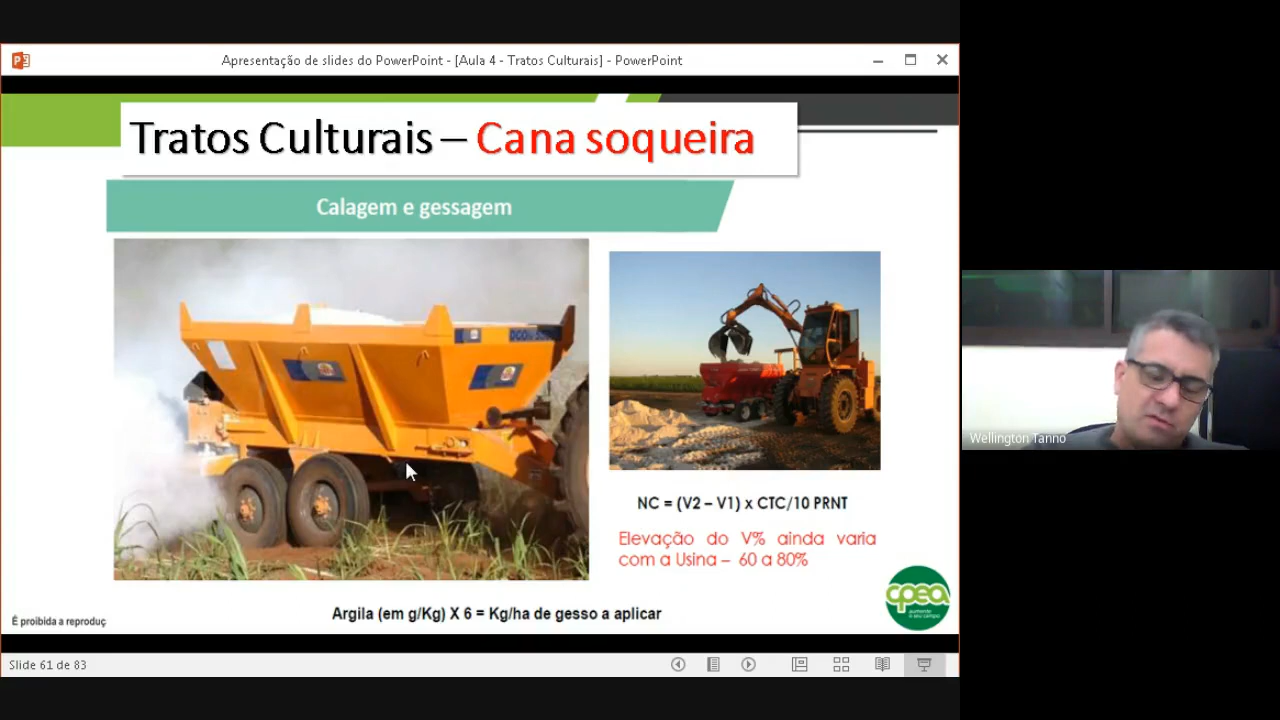 Apresentação de slides do PowerPoint - [Aula 4 - Tratos Culturais] - PowerPoint
Tratos Culturais – Cana soqueira
Calagem e gessagem
NC = (V2 – V1) x CTC/10 PRNT
Elevação do V% ainda varia
com a Usina – 60 a 80%
Argila (em g/Kg) X 6 = Kg/ha de gesso a aplicar
É proibida a reproduç
cpea
Slide 61 de 83
Wellington Tanno